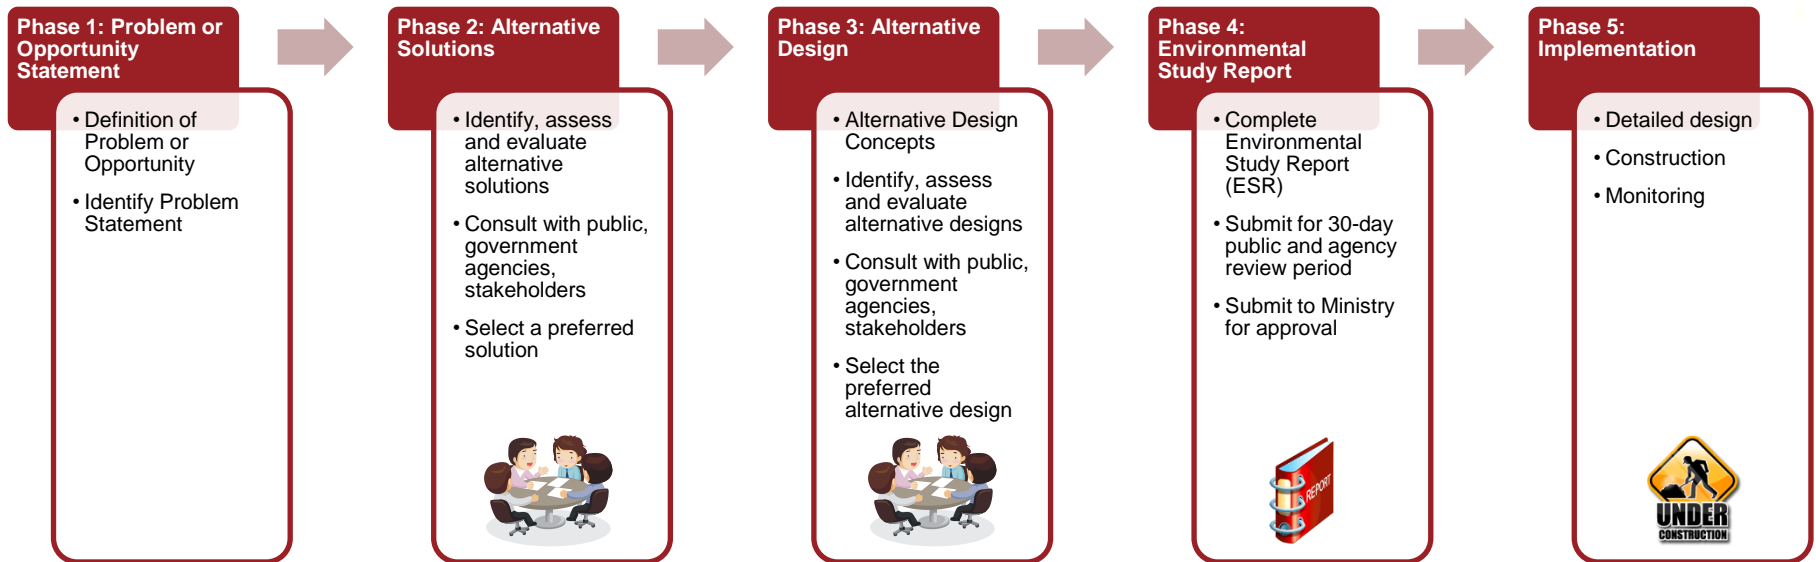 Phase 1: Problem or
Opportunity
Statement
• Definition of
Problem or
Opportunity
• Identify Problem
Statement
Phase 2: Alternative
Solutions
• Identify, assess
and evaluate
alternative
solutions
• Consult with public,
government
agencies,
stakeholders
• Select a preferred
solution
Phase 3: Alternative
Design
• Alternative Design
Concepts
• Identify, assess
and evaluate
alternative designs
• Consult with public,
government
agencies,
stakeholders
• Select the
preferred
alternative design
Phase 4:
Environmental
Study Report
• Complete
Environmental
Study Report
(ESR)
• Submit for 30-day
public and agency
review period
• Submit to Ministry
for approval
REPORT
Phase 5:
Implementation
• Detailed design
• Construction
• Monitoring
UNDER
CONSTRUCTION